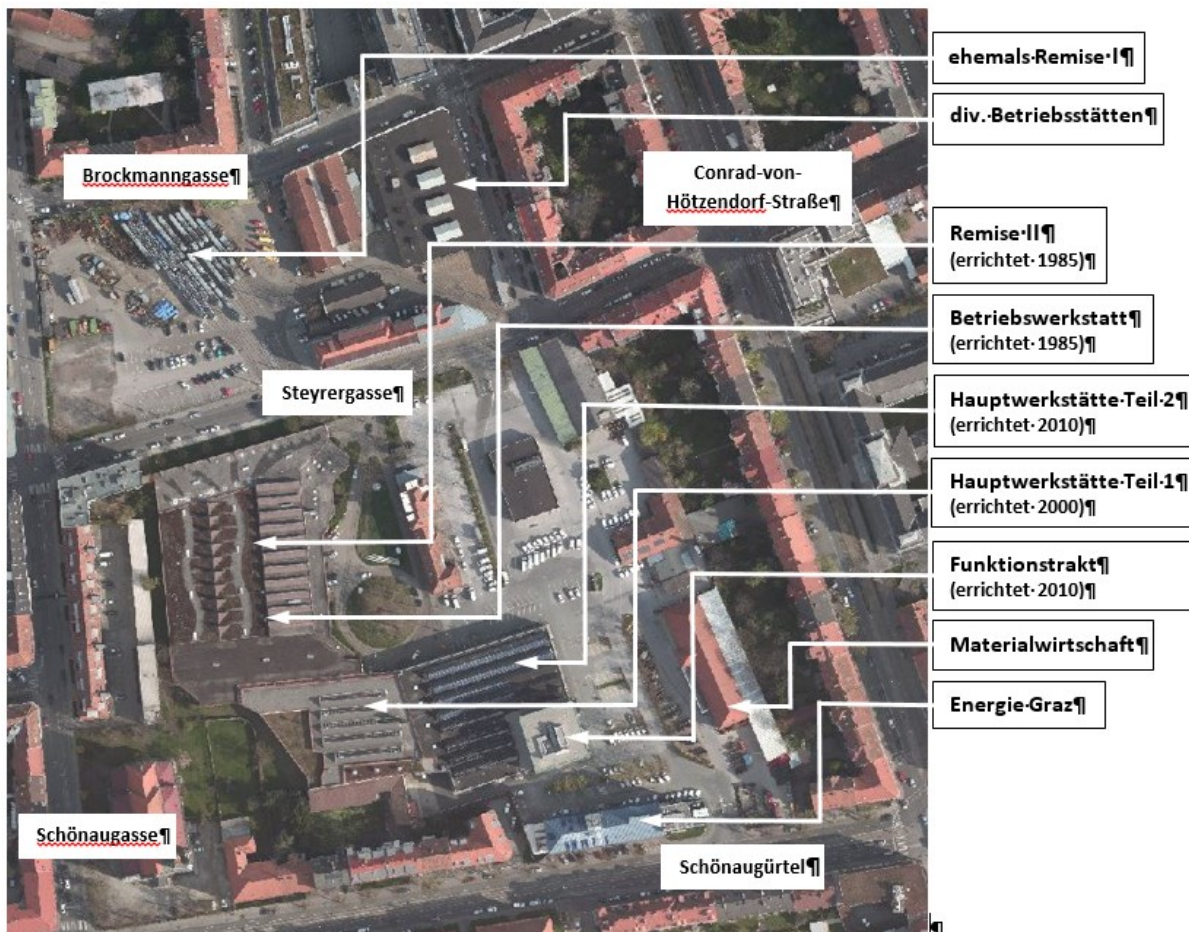 ehemals·Remise·I¶
div.·Betriebsstätten¶
Brockmanngasse¶
Conrad-von-
Hötzendorf-Straße¶
Remise·II¶
(errichtet·1985)¶
Betriebswerkstatt¶
(errichtet·1985)¶
Steyrergasse¶
Hauptwerkstätte·Teil·2¶
(errichtet·2010)¶
Hauptwerkstätte·Teil·1¶
(errichtet·2000)¶
Funktionstrakt¶
(errichtet·2010)¶
Materialwirtschaft¶
Energie·Graz¶
Schönaugasse¶
Schönaugürtel¶
¶